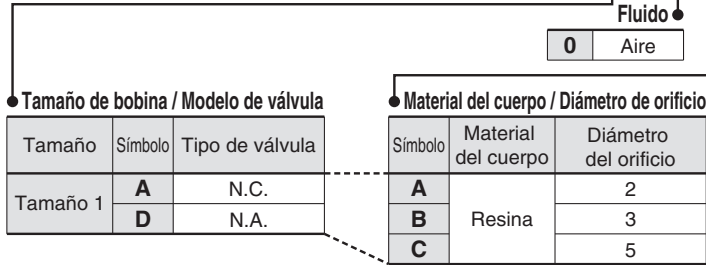 Fluido
0 Aire
Tamaño de bobina / Modelo de válvula
Tamaño Símbolo Tipo de válvula
Tamaño 1
A N.C.
D N.A.
Material del cuerpo / Diámetro de orificio
Símbolo Material del cuerpo Diámetro del orificio
A 2
B Resina 3
C 5